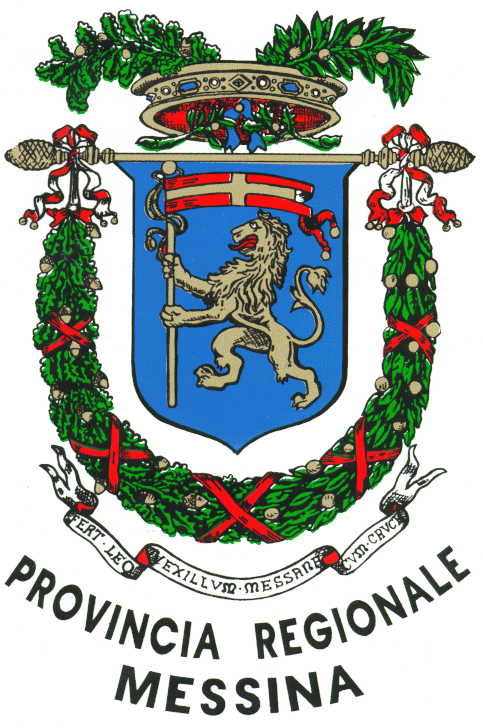 FERT·LEO VEXILLVM·MESSANE CVM·CRVCE
PROVINCIA REGIONALE
MESSINA